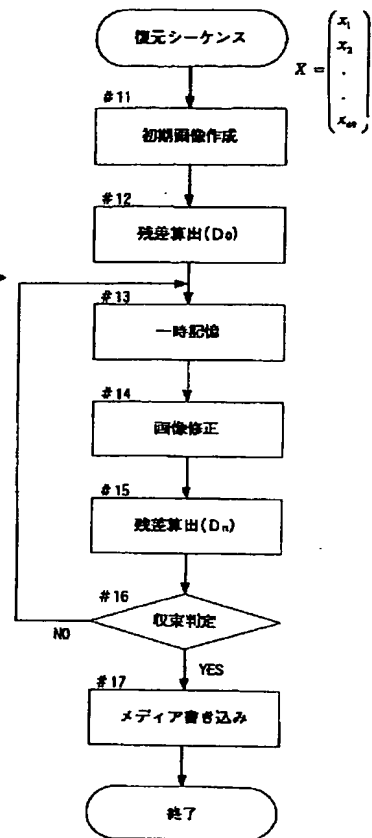 復元シーケンス
X =
x₁
x₂
.
.
#11
初期画像作成
#12
残差算出(D₀)
#13
一時記憶
#14
画像修正
#15
残差算出(Dₙ)
#16
収束判定
NO
YES
#17
メディア書き込み
終了